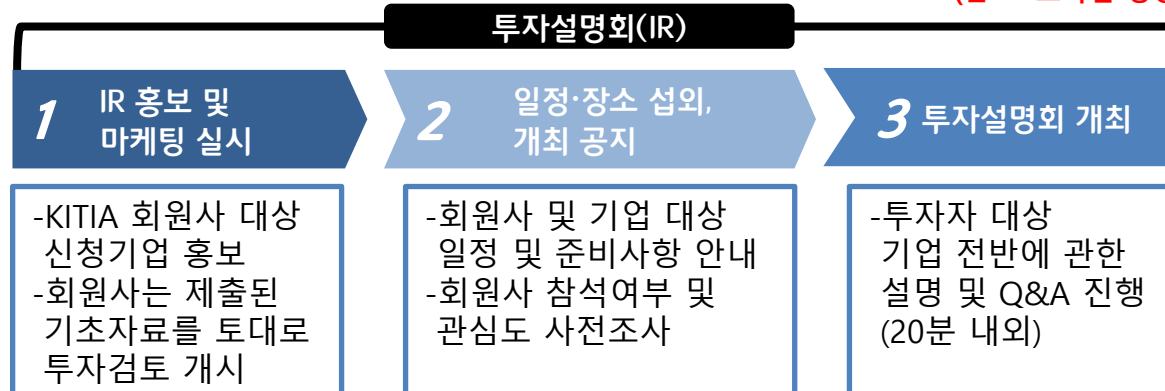 투자설명회(IR)
1 IR 홍보 및
마케팅 실시
2 일정·장소 섭외,
개최 공지
3 투자설명회 개최
-KITIA 회원사 대상
신청기업 홍보
-회원사는 제출된
기초자료를 토대로
투자검토 개시
-회원사 및 기업 대상
일정 및 준비사항 안내
-회원사 참석여부 및
관심도 사전조사
-투자자 대상
기업 전반에 관한
설명 및 Q&A 진행
(20분 내외)